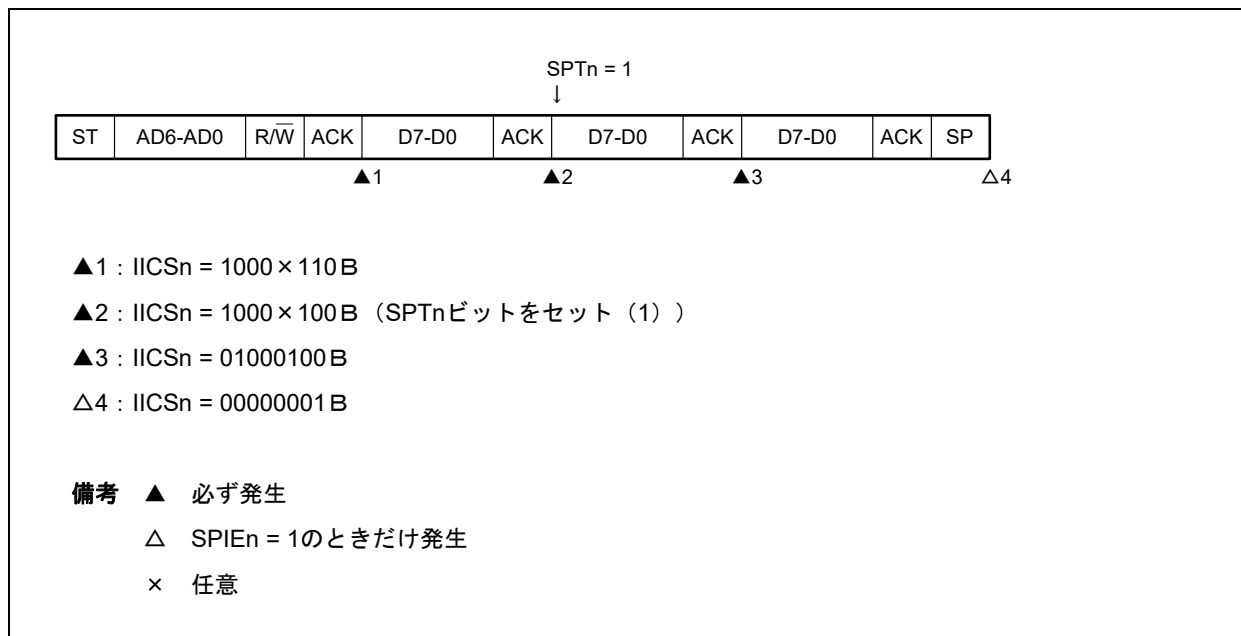 SPTn = 1
↓
ST AD6-AD0 R/W̅ ACK D7-D0 ACK D7-D0 ACK D7-D0 ACK SP
▲1 ▲2 ▲3 △4
▲1:IICSn = 1000×110B
▲2:IICSn = 1000×100B(SPTnビットをセット(1))
▲3:IICSn = 01000100B
△4:IICSn = 00000001B
備考 ▲ 必ず発生
△ SPIEn = 1のときだけ発生
× 任意